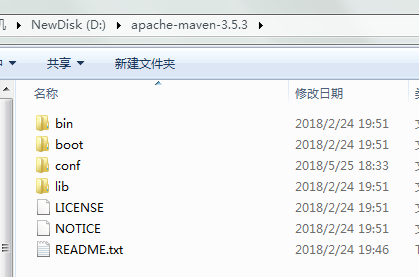 NewDisk (D:) ▸ apache-maven-3.5.3 ▸
共享 新建文件夹
名称 修改日期
bin 2018/2/24 19:51
boot 2018/2/24 19:51
conf 2018/5/25 18:33
lib 2018/2/24 19:51
LICENSE 2018/2/24 19:51
NOTICE 2018/2/24 19:51
README.txt 2018/2/24 19:46